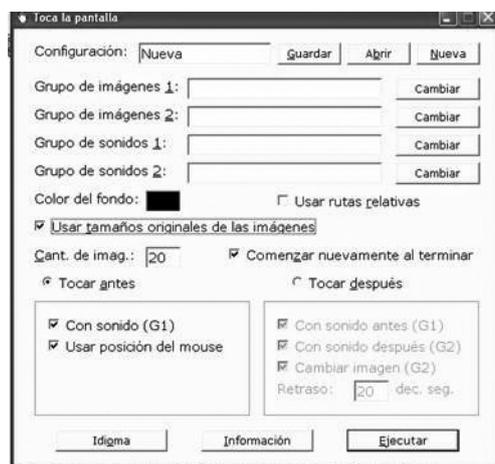 Toca la pantalla
Configuración: Nueva Guardar Abrir Nueva
Grupo de imágenes 1: Cambiar
Grupo de imágenes 2: Cambiar
Grupo de sonidos 1: Cambiar
Grupo de sonidos 2: Cambiar
Color del fondo: Usar rutas relativas
Usar tamaños originales de las imágenes
Cant. de imag.: 20 Comenzar nuevamente al terminar
Tocar antes Tocar después
Con sonido (G1) Con sonido antes (G1)
Usar posición del mouse Con sonido después (G2)
Cambiar imagen (G2)
Retraso: 20 dec. seg.
Idioma Información Ejecutar